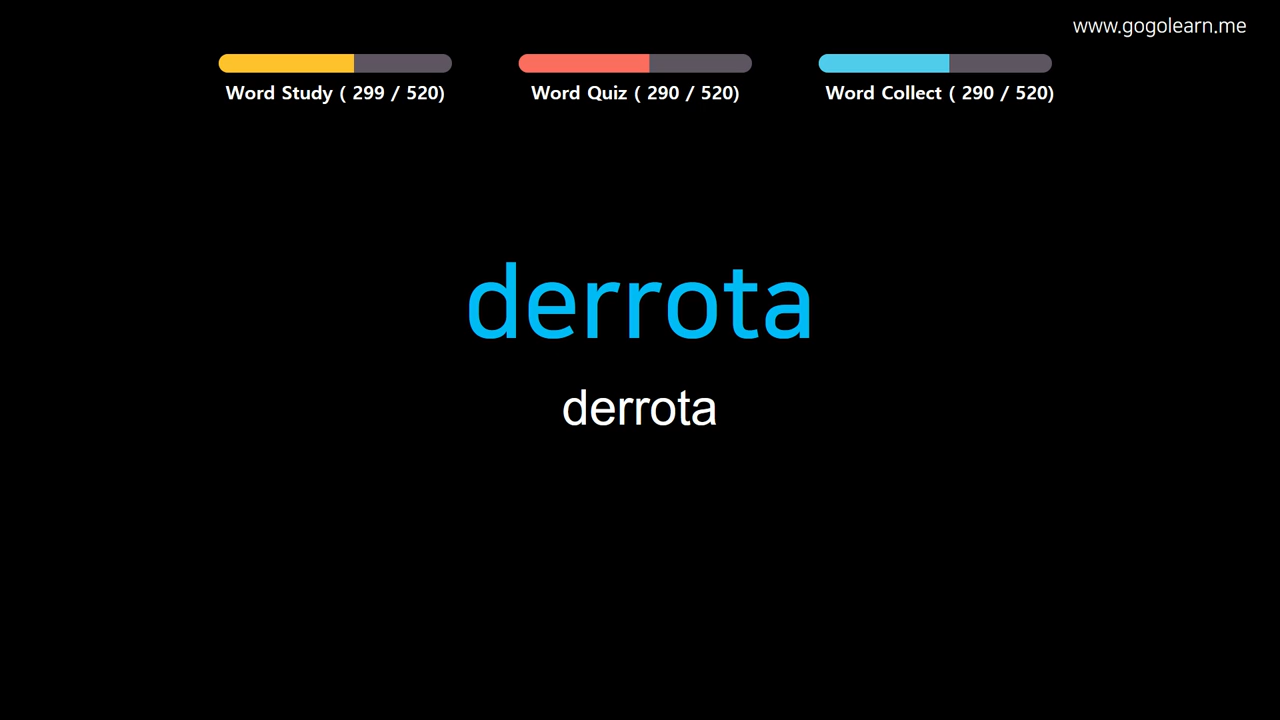 www.gogolearn.me
Word Study ( 299 / 520)
Word Quiz ( 290 / 520)
Word Collect ( 290 / 520)
derrota
derrota